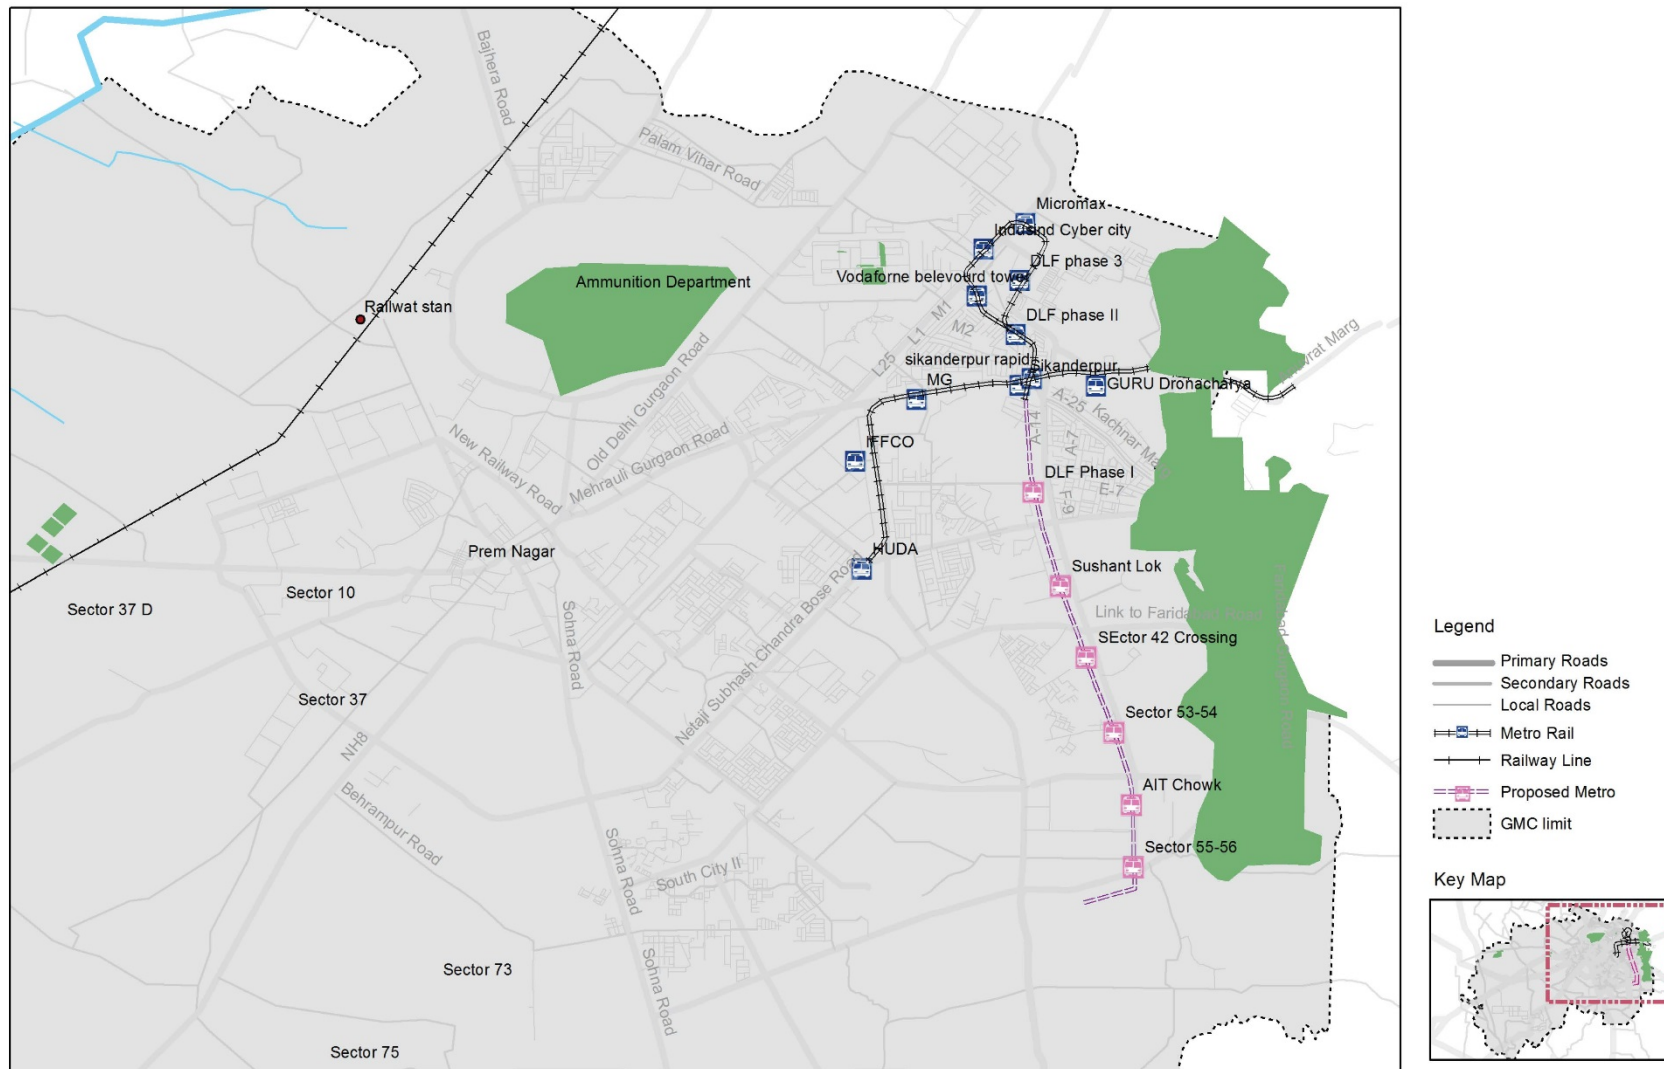 Bajhera Road
Palam Vihar Road
Micromax
Indusind Cyber city
DLF phase 3
Ammunition Department
Vodaforne belevourd tower
Railwat stan
M1
DLF phase II
L1
M2
L25
sikanderpur rapid
Sikanderpur
MG
GURU Dronacharya
Old Delhi Gurgaon Road
A-25
Kachnar Marg
A-14
A-7
New Railway Road
Mehrauli Gurgaon Road
IFFCO
DLF Phase I
E-7
F-9
HUDA
Prem Nagar
Sushant Lok
Sector 10
Sector 37 D
Link to Faridabad Road
Sohna Road
SEctor 42 Crossing
Netaji Subhash Chandra Bose Road
Sector 37
Sector 53-54
NH8
AIT Chowk
Behrampur Road
Sohna Road
Sector 55-56
South City II
Sector 73
Sohna Road
Sector 75
Legend
Primary Roads
Secondary Roads
Local Roads
Metro Rail
Railway Line
Proposed Metro
GMC limit
Key Map